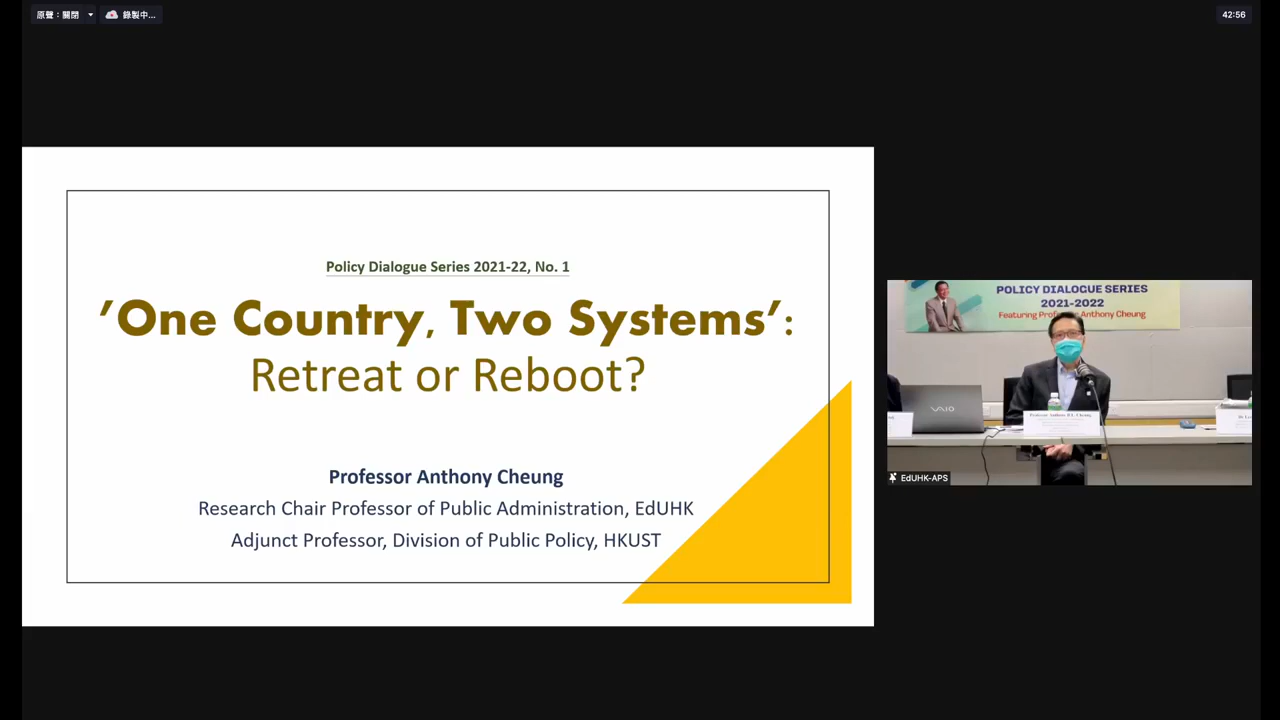 原聲：關閉
錄製中...
42:56
Policy Dialogue Series 2021-22, No. 1
’One Country, Two Systems’:
Retreat or Reboot?
Professor Anthony Cheung
Research Chair Professor of Public Administration, EdUHK
Adjunct Professor, Division of Public Policy, HKUST
POLICY DIALOGUE SERIES
2021-2022
Featuring Professor Anthony Cheung
VAIO
EdUHK-APS